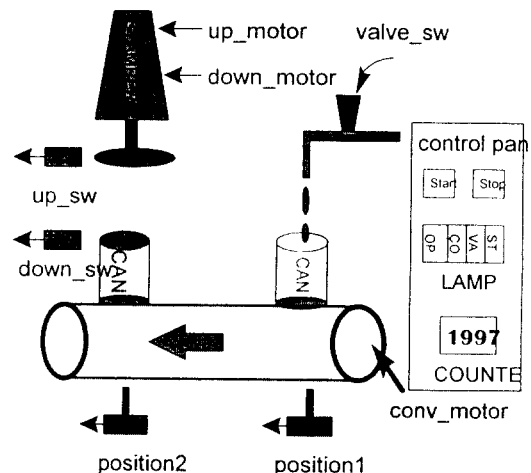 up_motor
valve_sw
down_motor
control pan
Start
Stop
up_sw
down_sw
CAN
CAN
OP
CO
VA
ST
LAMP
1997
COUNTE
conv_motor
position2
position1